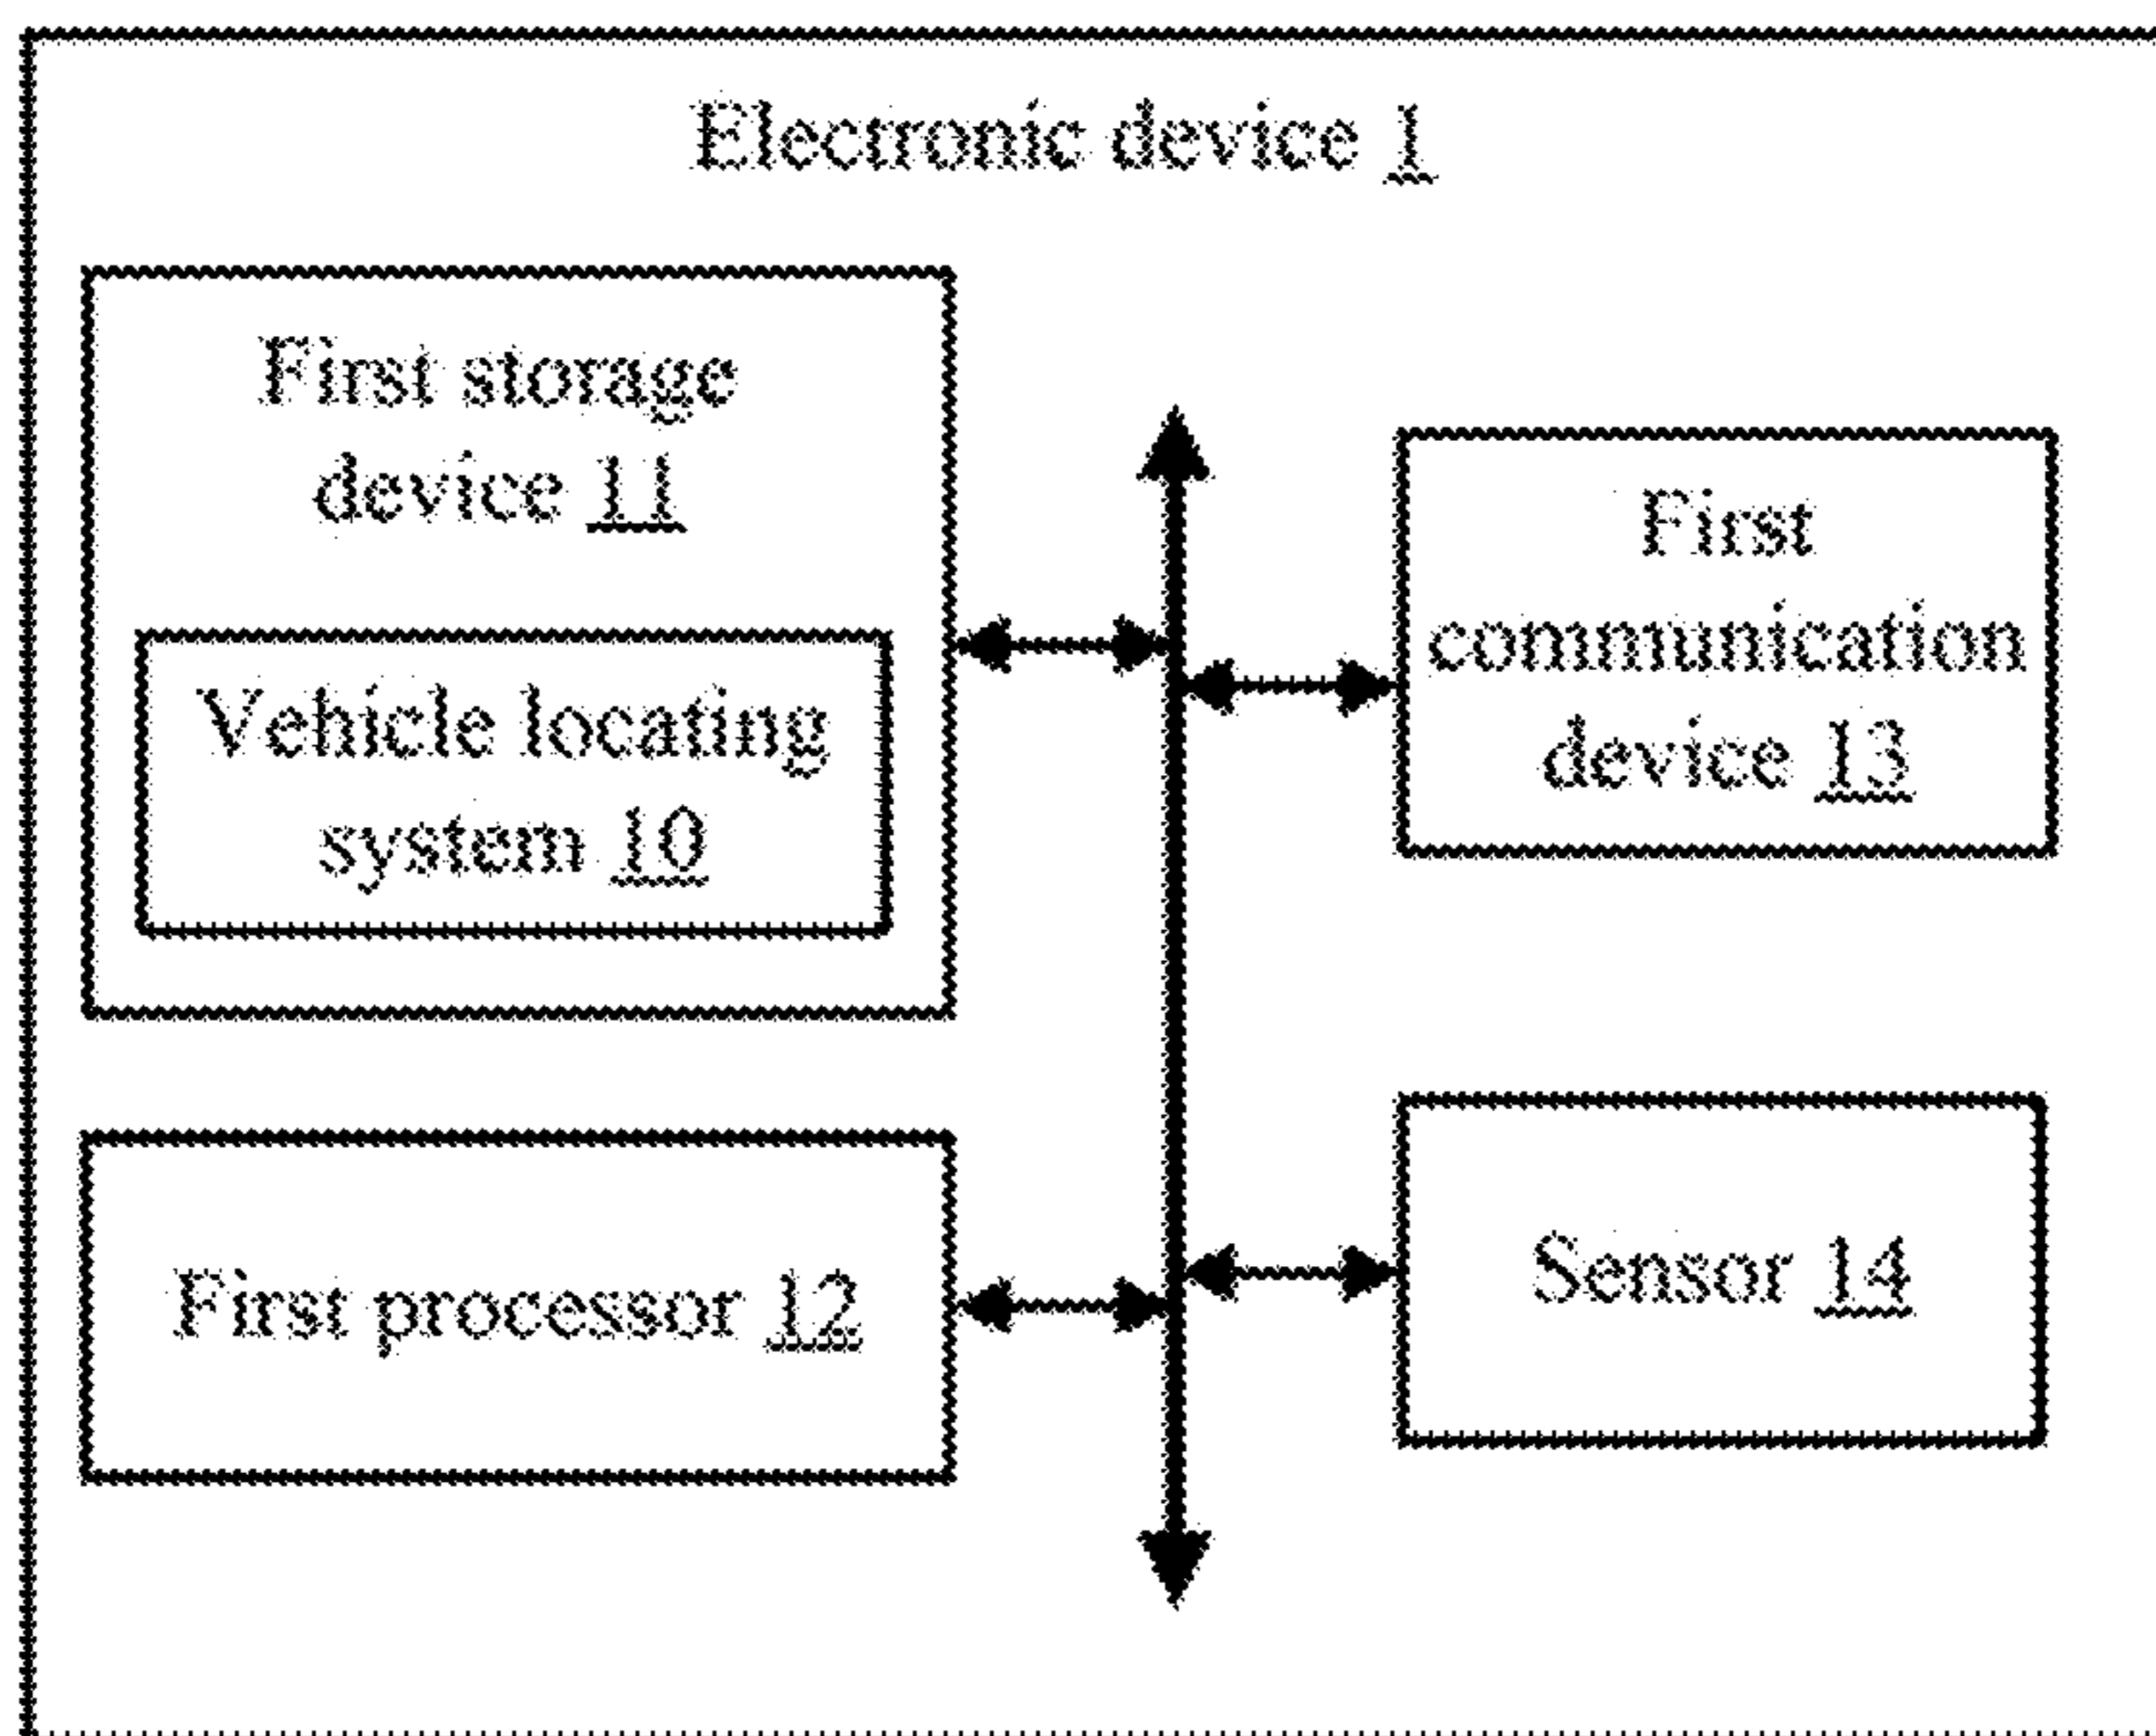 Electronic device 1
First storage
device 11
Vehicle locating
system 10
First processor 12
First
communication
device 13
Sensor 14